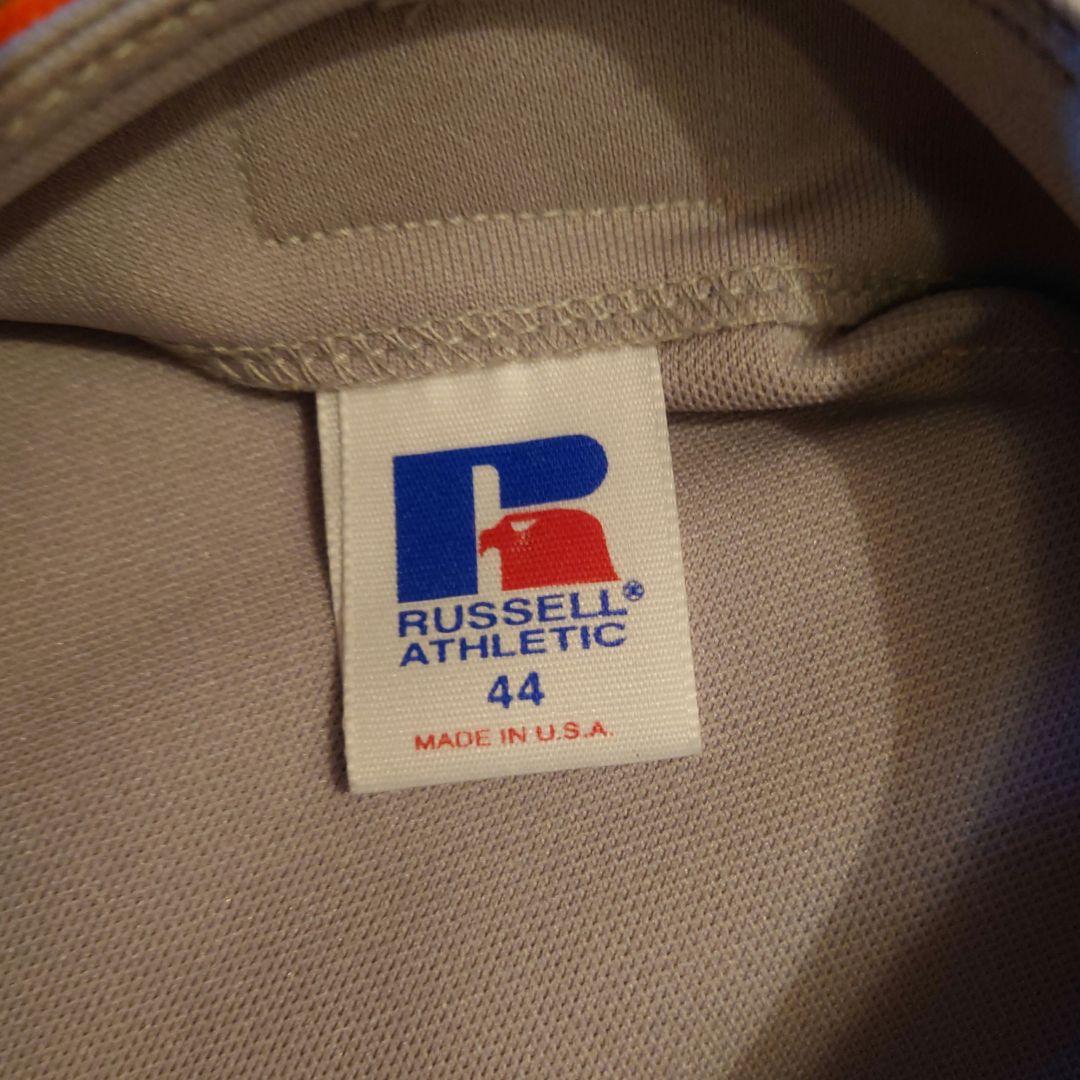 RUSSELL®
ATHLETIC
44
MADE IN U.S.A.